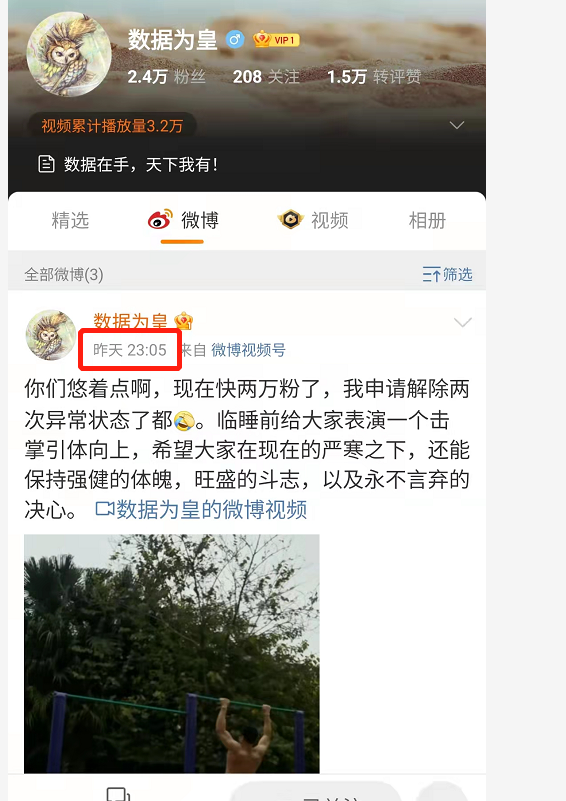 数据为皇 VIP 1
2.4万 粉丝 208 关注 1.5万 转评赞
视频累计播放量3.2万
数据在手，天下我有！
精选 微博 视频 相册
全部微博(3) 筛选
数据为皇
昨天 23:05 来自 微博视频号
你们悠着点啊，现在快两万粉了，我申请解除两
次异常状态了都🤣。临睡前给大家表演一个击
掌引体向上，希望大家在现在的严寒之下，还能
保持强健的体魄，旺盛的斗志，以及永不言弃的
决心。 数据为皇的微博视频